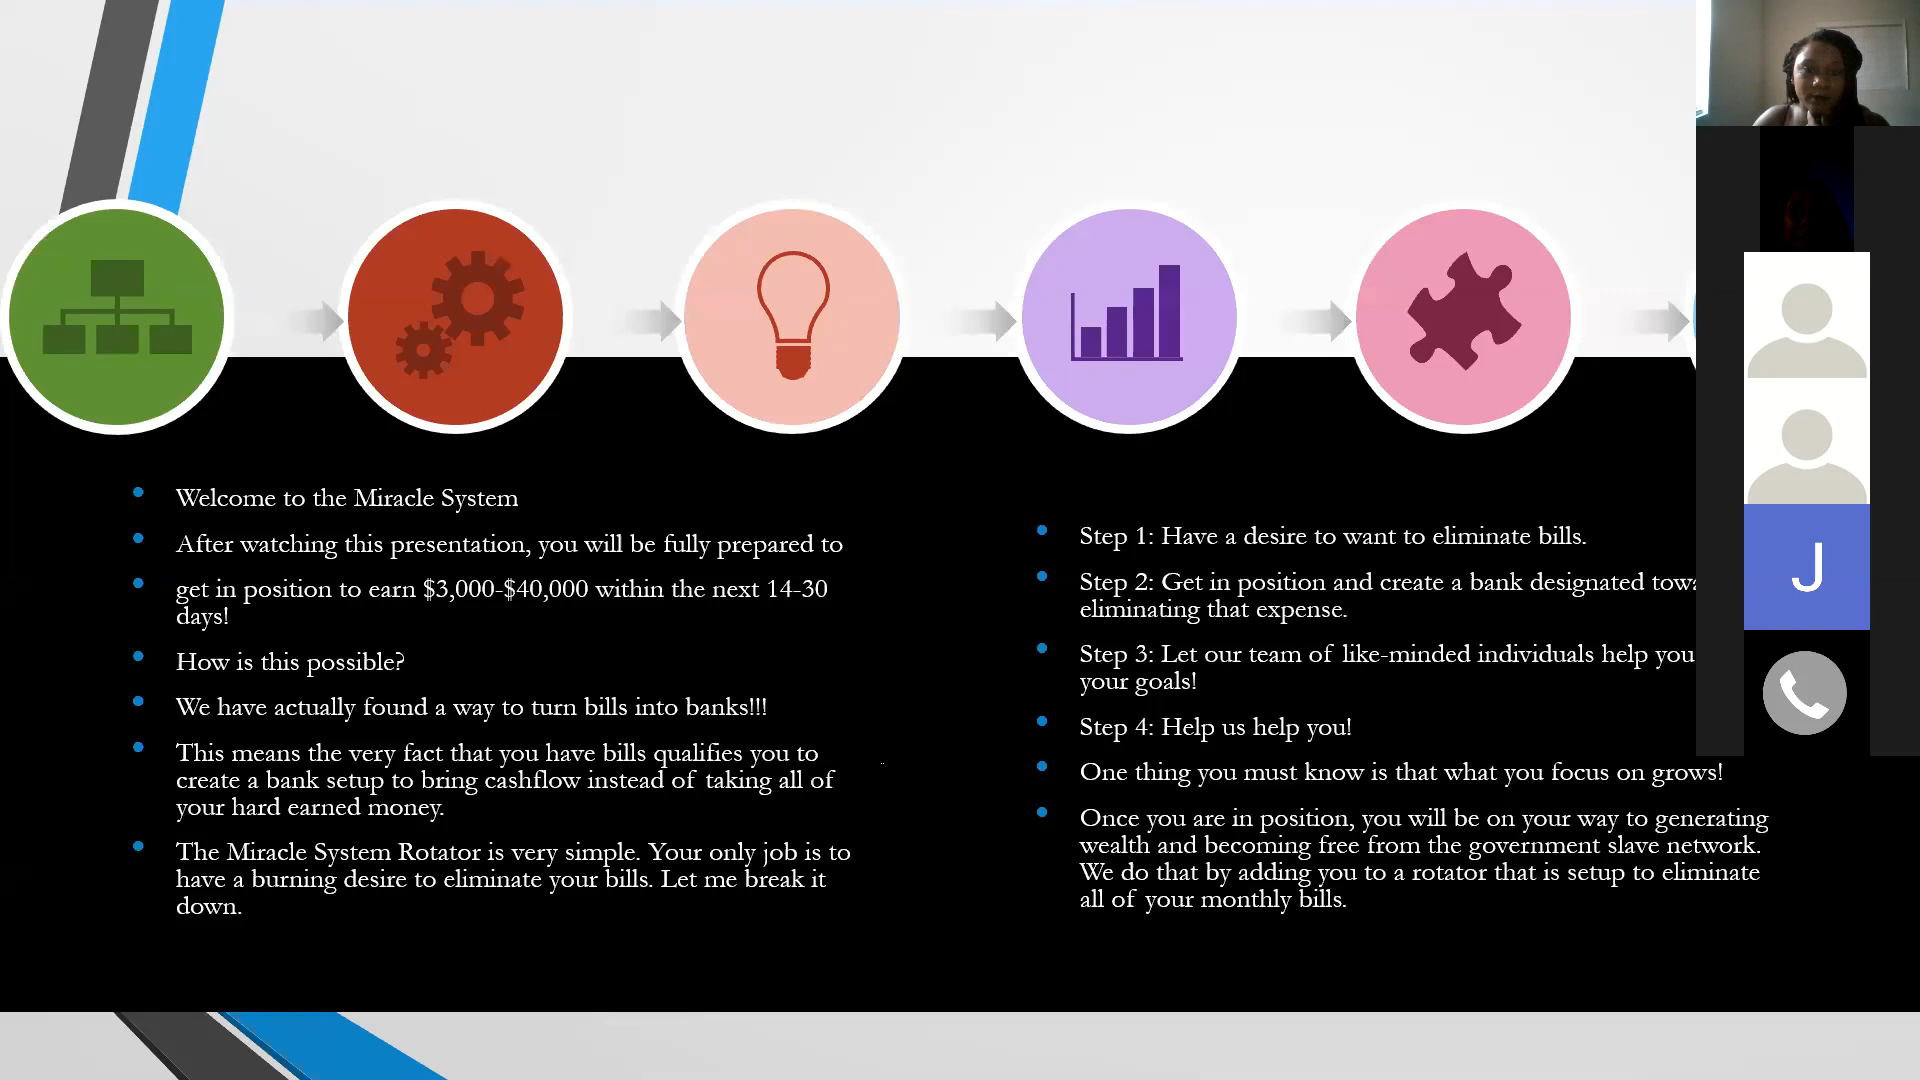 Welcome to the Miracle System
After watching this presentation, you will be fully prepared to
get in position to earn $3,000-$40,000 within the next 14-30
days!
How is this possible?
We have actually found a way to turn bills into banks!!!
This means the very fact that you have bills qualifies you to
create a bank setup to bring cashflow instead of taking all of
your hard earned money.
The Miracle System Rotator is very simple. Your only job is to
have a burning desire to eliminate your bills. Let me break it
down.
Step 1: Have a desire to want to eliminate bills.
Step 2: Get in position and create a bank designated
eliminating that expense.
Step 3: Let our team of like-minded individuals help you
your goals!
Step 4: Help us help you!
One thing you must know is that what you focus on grows!
Once you are in position, you will be on your way to generating
wealth and becoming free from the government slave network.
We do that by adding you to a rotator that is setup to eliminate
all of your monthly bills.
J